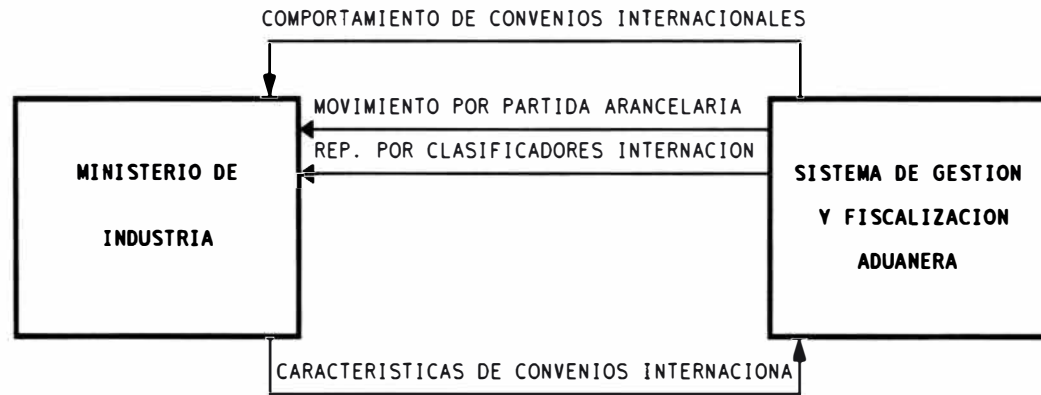 COMPORTAMIENTO DE CONVENIOS INTERNACIONALES
MOVIMIENTO POR PARTIDA ARANCELARIA
REP. POR CLASIFICADORES INTERNACION
MINISTERIO DE
INDUSTRIA
SISTEMA DE GESTION
Y FISCALIZACION
ADUANERA
CARACTERISTICAS DE CONVENIOS INTERNACIONA